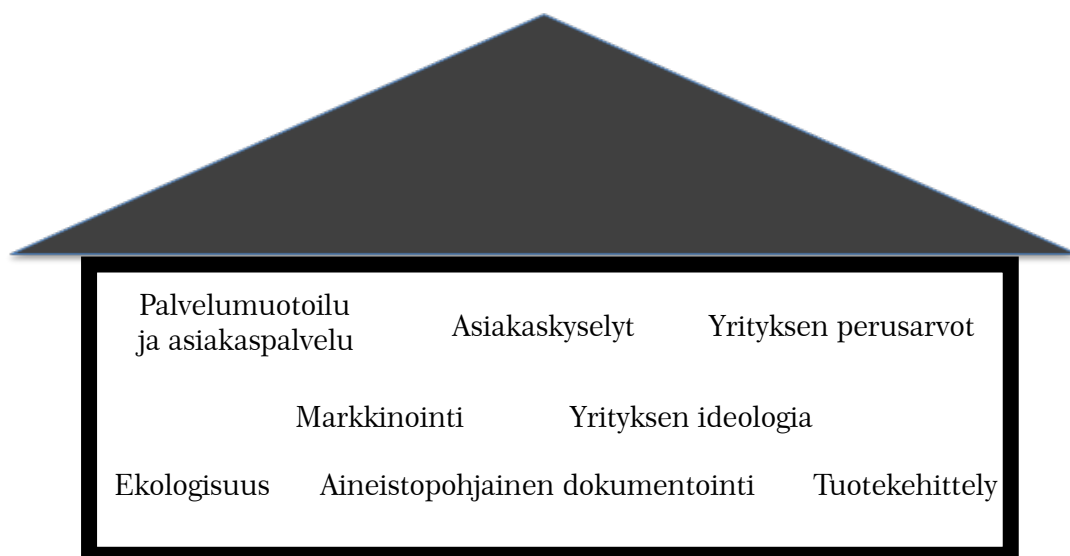 Palvelumuotoilu
ja asiakaspalvelu
Asiakaskyselyt
Yrityksen perusarvot
Markkinointi
Yrityksen ideologia
Ekologisuus
Aineistopohjainen dokumentointi
Tuotekehittely